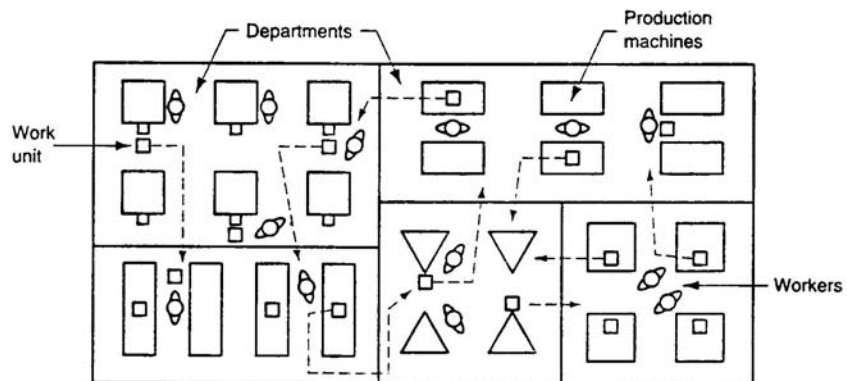 Departments
Production
machines
Work
unit
Workers